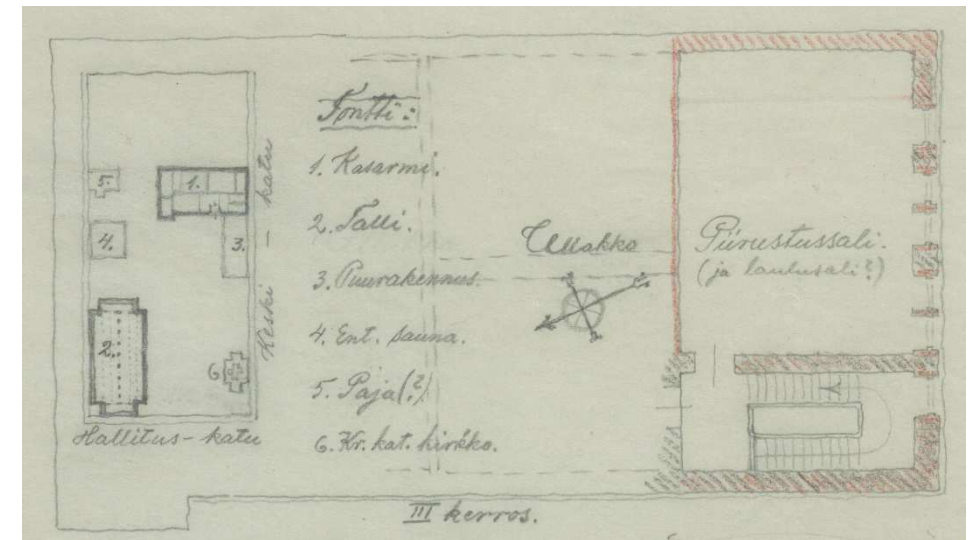 Tontti:
1. Kasarmi.
2. Talli.
3. Puurakennus.
4. Ent. sauna.
5. Paja(?)
6. Kr. kat. kirkko.
5.
1.
4.
3.
2.
6
Keski - katu
Hallitus-katu
Ullakko
Piirustussali.
(ja laulusali?)
III kerros.